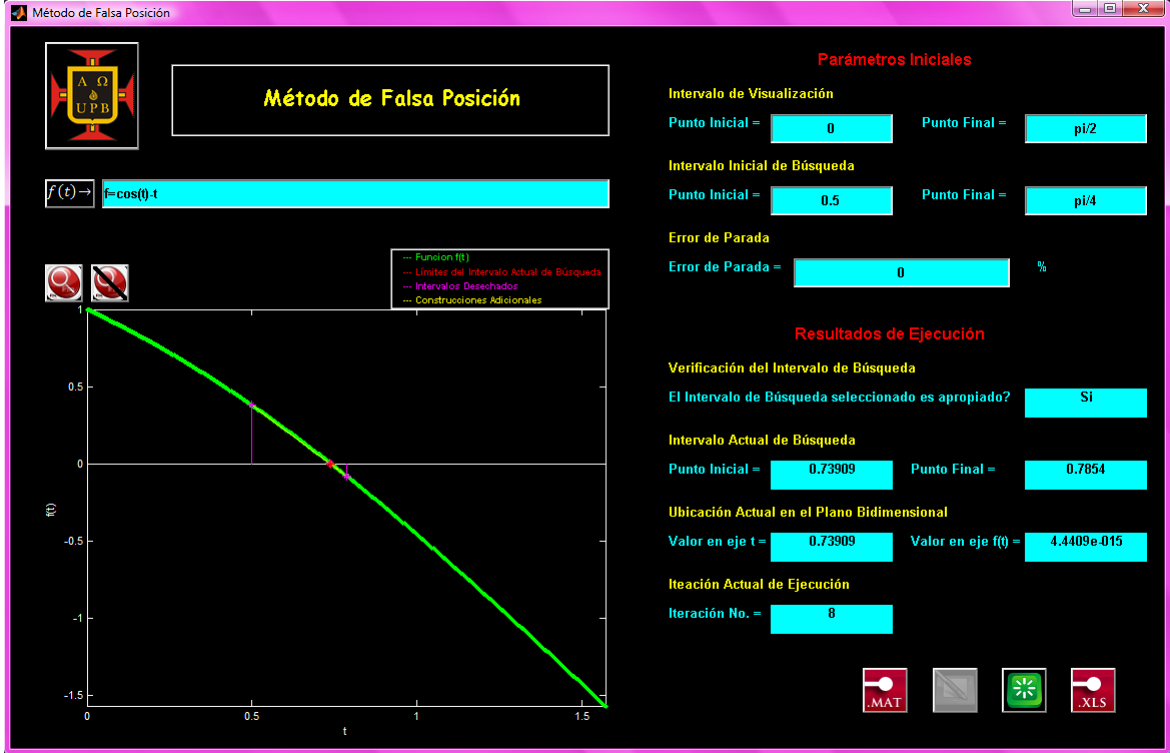 Método de Falsa Posición
Α Ω
UPB
Método de Falsa Posición
f(t)→
f=cos(t)-t
--- Funcion f(t)
--- Límites del Intervalo Actual de Búsqueda
--- Intervalos Desechados
--- Construcciones Adicionales
1
0.5
0
-0.5
-1
-1.5
f(t)
0
0.5
1
1.5
t
Parámetros Iniciales
Intervalo de Visualización
Punto Inicial = 0 Punto Final = pi/2
Intervalo Inicial de Búsqueda
Punto Inicial = 0.5 Punto Final = pi/4
Error de Parada
Error de Parada = 0 %
Resultados de Ejecución
Verificación del Intervalo de Búsqueda
El Intervalo de Búsqueda seleccionado es apropiado? Si
Intervalo Actual de Búsqueda
Punto Inicial = 0.73909 Punto Final = 0.7854
Ubicación Actual en el Plano Bidimensional
Valor en eje t = 0.73909 Valor en eje f(t) = 4.4409e-015
Iteación Actual de Ejecución
Iteración No. = 8
.MAT
.XLS